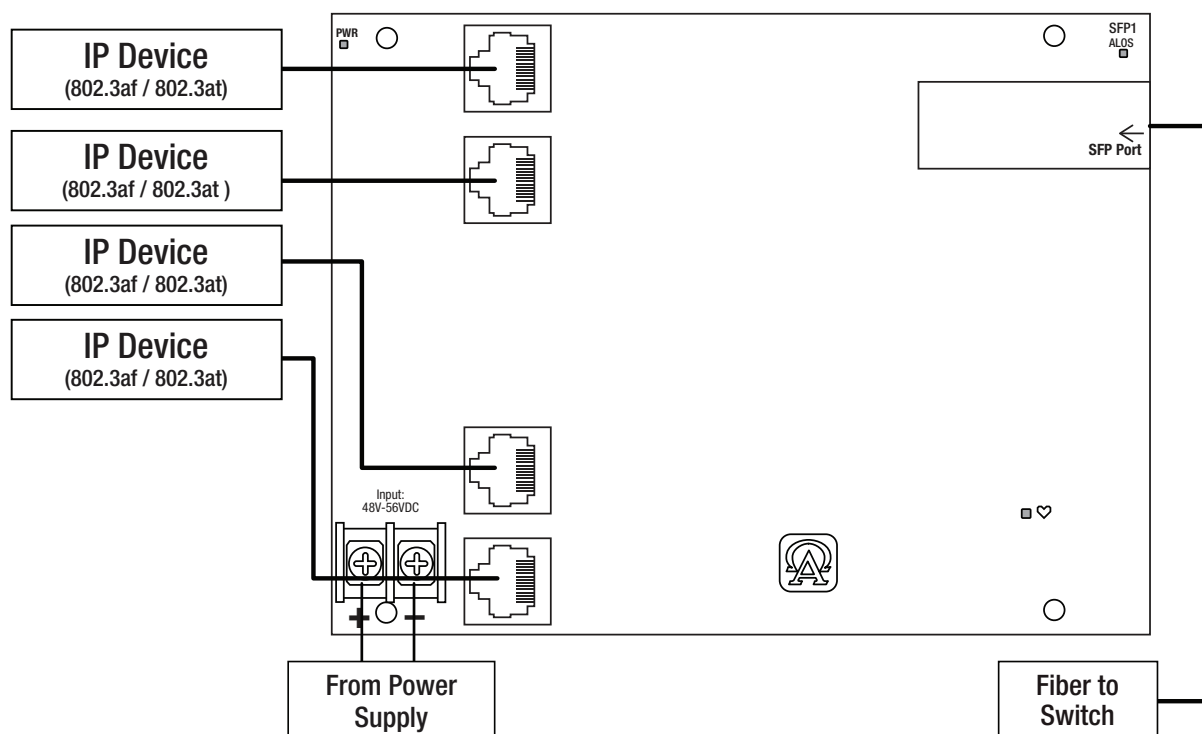 PWR
SFP1
ALOS
IP Device
(802.3af / 802.3at)
SFP Port
IP Device
(802.3af / 802.3at )
IP Device
(802.3af / 802.3at)
IP Device
(802.3af / 802.3at)
Input:
48V-56VDC
+ −
From Power
Supply
Fiber to
Switch